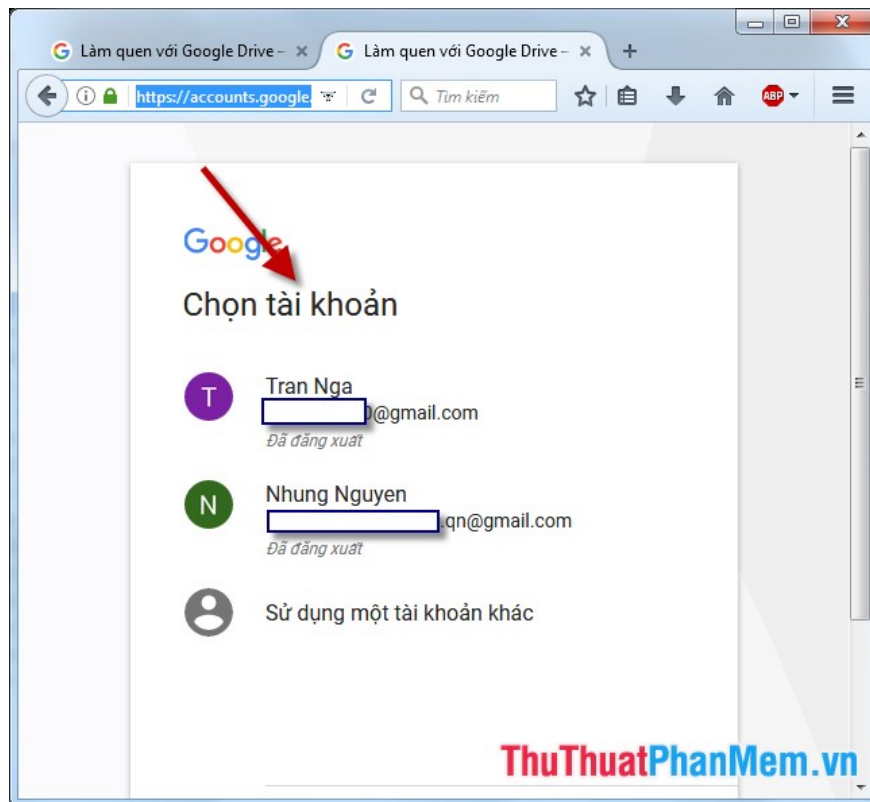 Làm quen với Google Drive –
Làm quen với Google Drive –
https://accounts.google.
Tìm kiếm
ABP
Google
Chọn tài khoản
T
Tran Nga
0@gmail.com
Đã đăng xuất
N
Nhung Nguyen
.qn@gmail.com
Đã đăng xuất
Sử dụng một tài khoản khác
ThuThuatPhanMem.vn